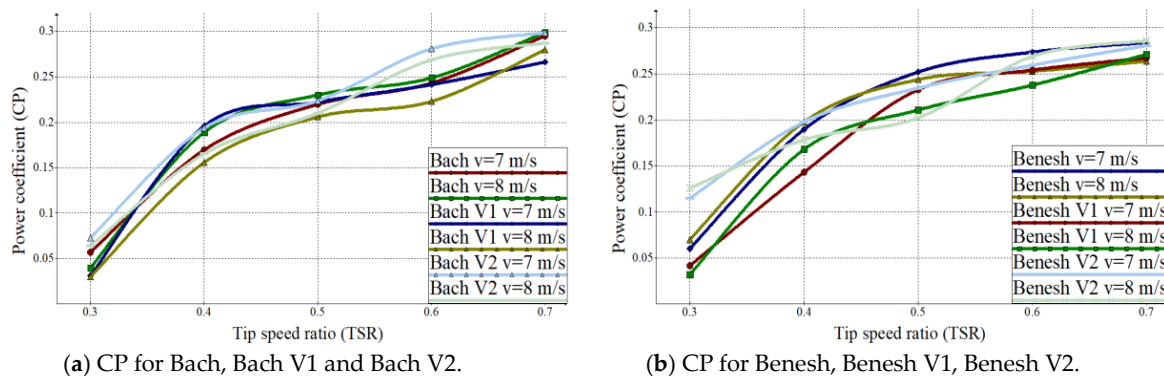 Power coefficient (CP)
0.3
0.25
0.2
0.15
0.1
0.05
Bach v=7 m/s
Bach v=8 m/s
Bach V1 v=7 m/s
Bach V1 v=8 m/s
Bach V2 v=7 m/s
Bach V2 v=8 m/s
0.3 0.4 0.5 0.6 0.7
Tip speed ratio (TSR)
(a) CP for Bach, Bach V1 and Bach V2.
Power coefficient (CP)
0.3
0.25
0.2
0.15
0.1
0.05
Benesh v=7 m/s
Benesh v=8 m/s
Benesh V1 v=7 m/s
Benesh V1 v=8 m/s
Benesh V2 v=7 m/s
Benesh V2 v=8 m/s
0.3 0.4 0.5 0.6 0.7
Tip speed ratio (TSR)
(b) CP for Benesh, Benesh V1, Benesh V2.